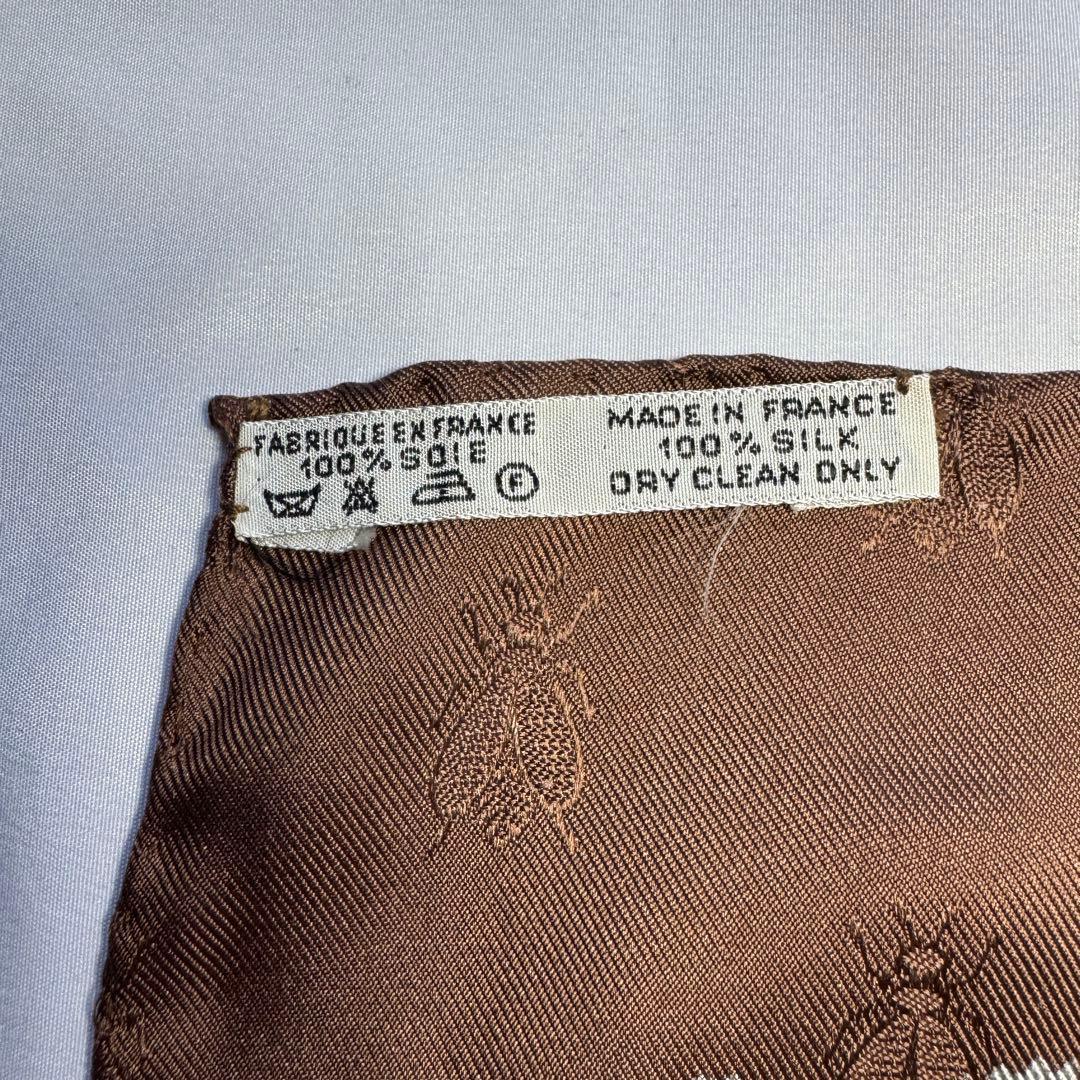 FABRIQUE EN FRANCE
100% SOIE
F
MADE IN FRANCE
100% SILK
DRY CLEAN ONLY